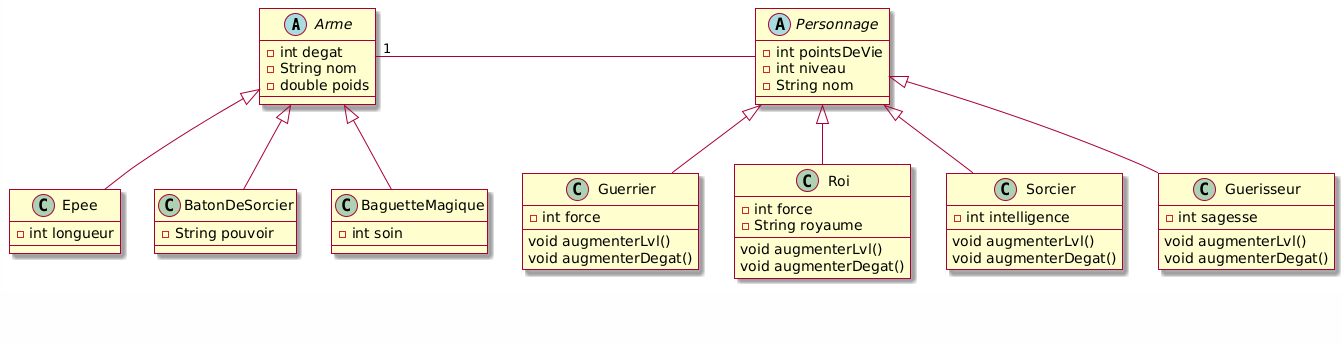 A Arme
int degat
String nom
double poids
1
A Personnage
int pointsDeVie
int niveau
String nom
C Epee
int longueur
C BatonDeSorcier
String pouvoir
C BaguetteMagique
int soin
C Guerrier
int force
void augmenterLvl()
void augmenterDegat()
C Roi
int force
String royaume
void augmenterLvl()
void augmenterDegat()
C Sorcier
int intelligence
void augmenterLvl()
void augmenterDegat()
C Guerisseur
int sagesse
void augmenterLvl()
void augmenterDegat()